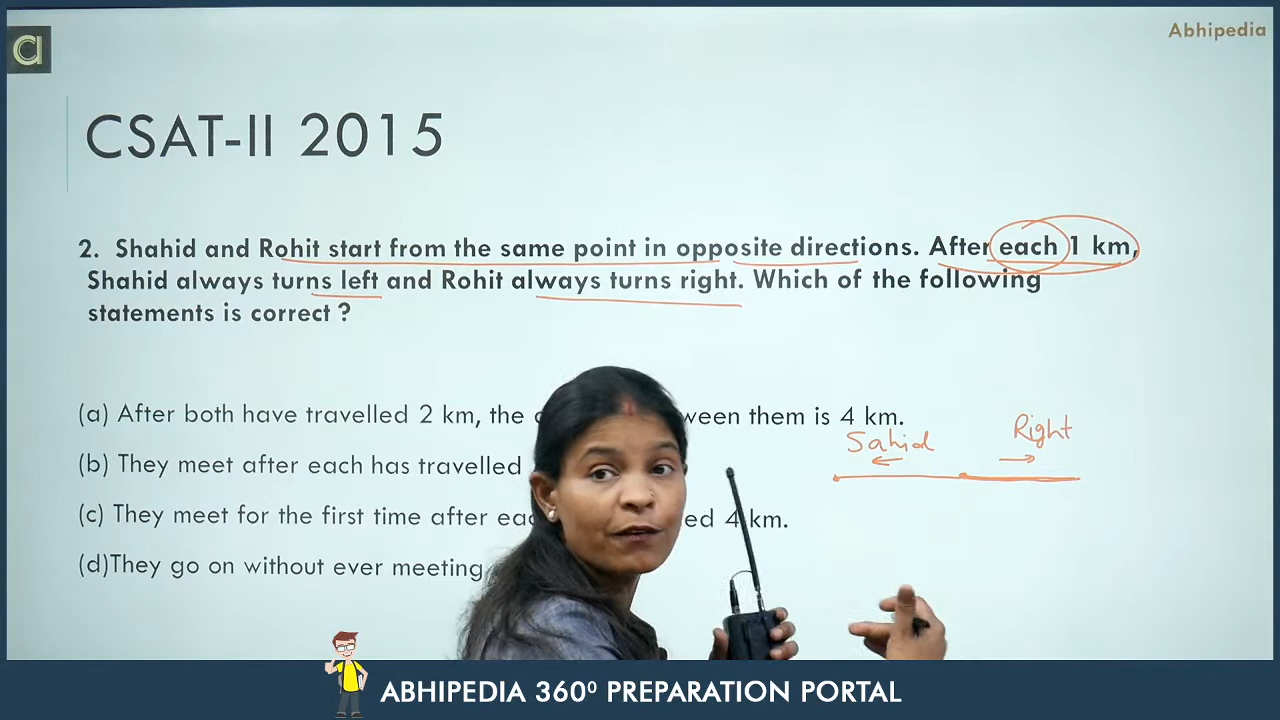 Abhipedia
CSAT-II 2015
2. Shahid and Rohit start from the same point in opposite directions. After each 1 km,
Shahid always turns left and Rohit always turns right. Which of the following
statements is correct ?
(a) After both have travelled 2 km, the ween them is 4 km.
Sahid Right
(b) They meet after each has travelled
(c) They meet for the first time after eac ed 4 km.
(d)They go on without ever meeting
ABHIPEDIA 360⁰ PREPARATION PORTAL